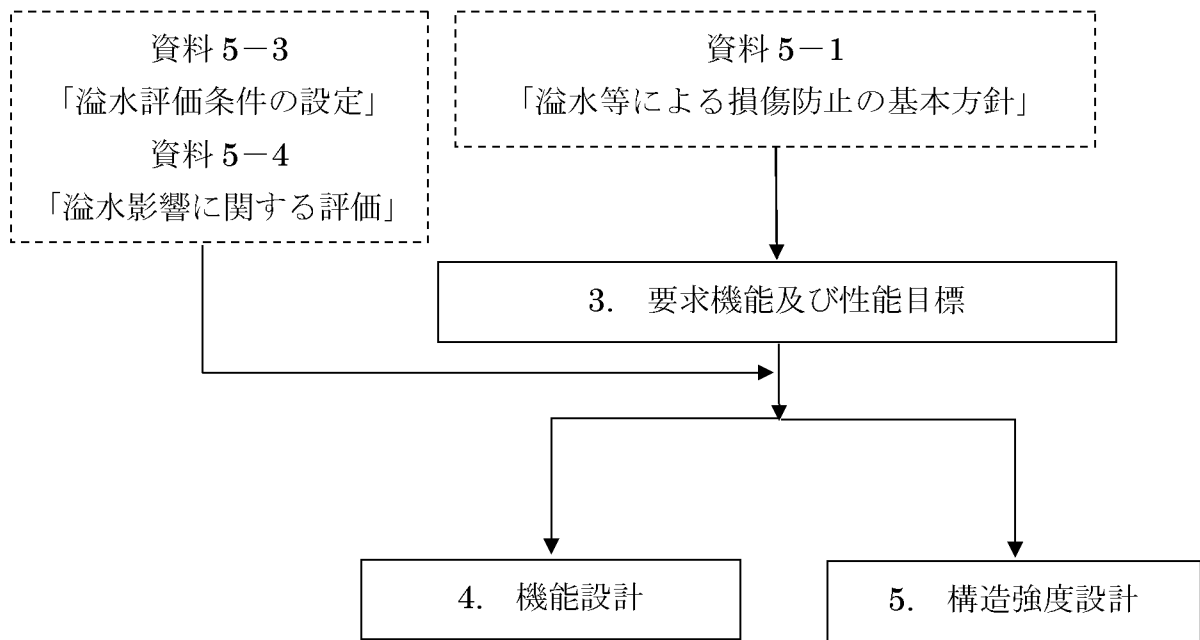 資料 5－3
「溢水評価条件の設定」
資料 5－4
「溢水影響に関する評価」
資料 5－1
「溢水等による損傷防止の基本方針」
3.　要求機能及び性能目標
4.　機能設計
5.　構造強度設計